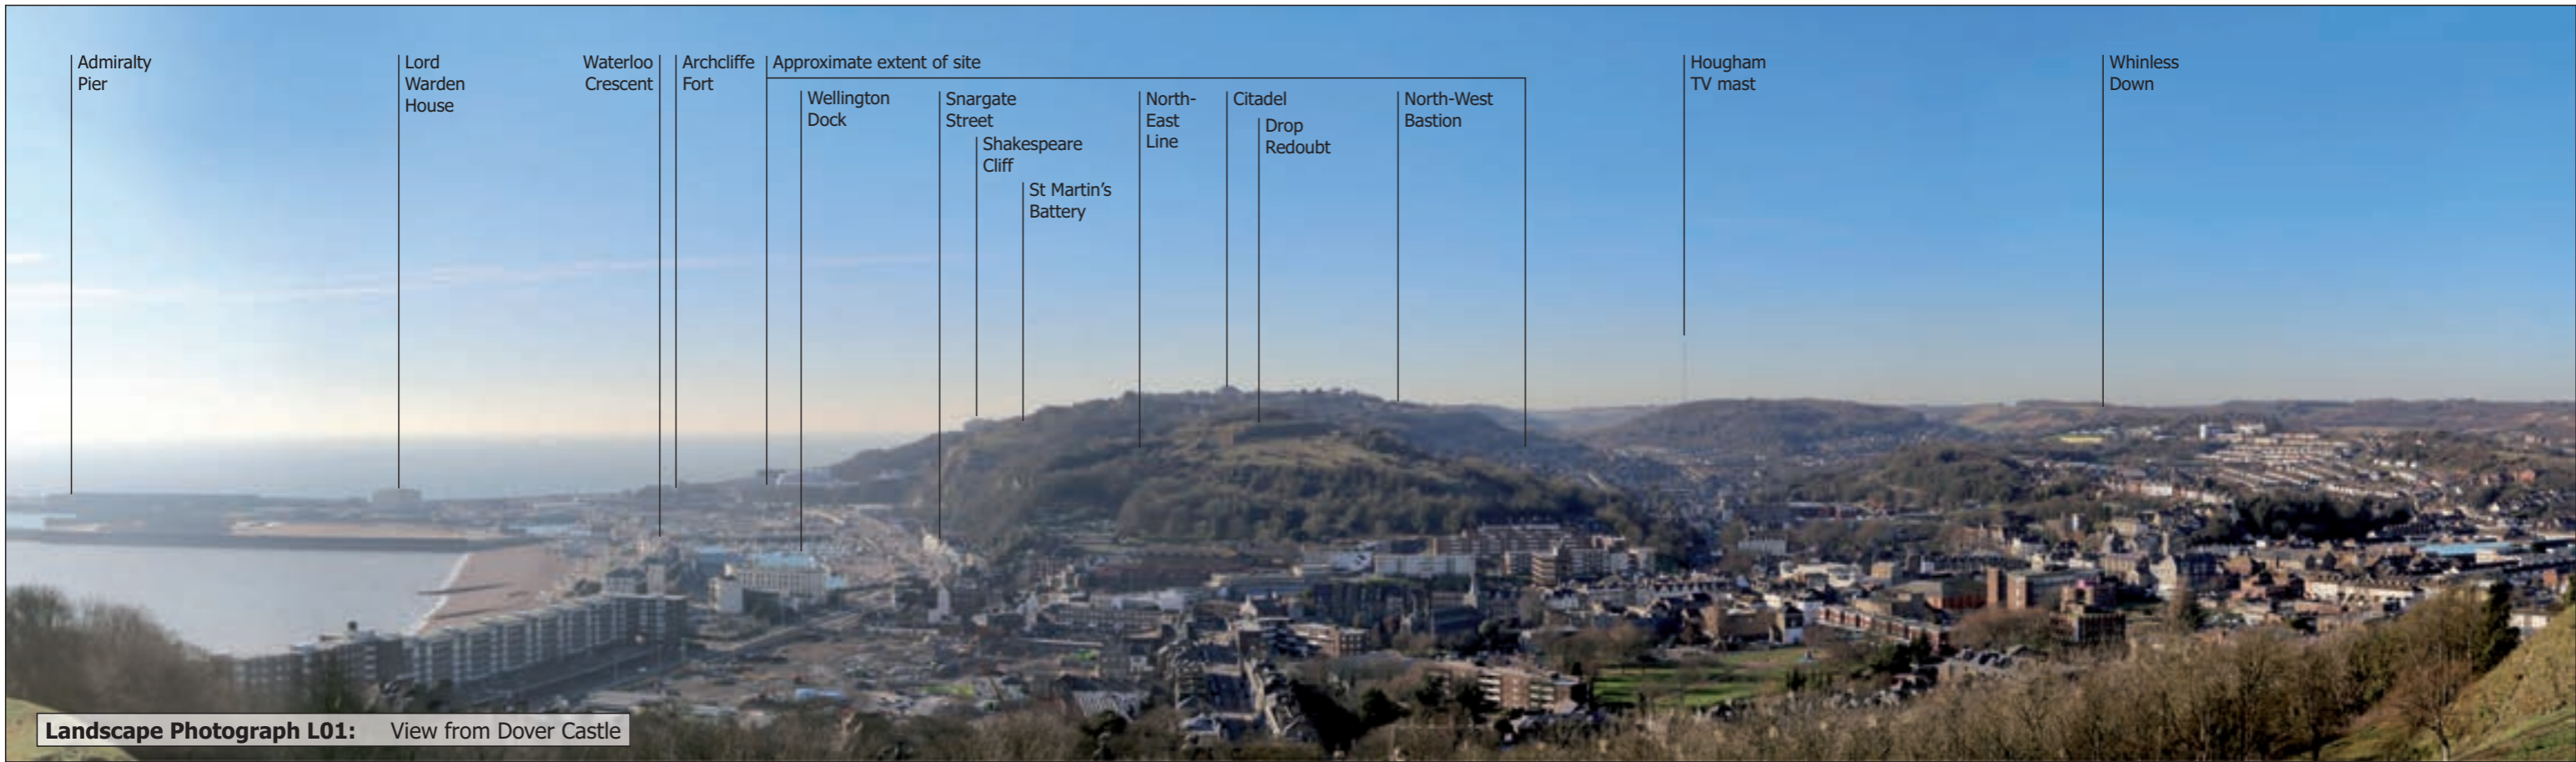 Admiralty
Pier
Lord
Warden
House
Waterloo
Crescent
Archcliffe
Fort
Approximate extent of site
Wellington
Dock
Snargate
Street
Shakespeare
Cliff
St Martin's
Battery
North-
East
Line
Citadel
Drop
Redoubt
North-West
Bastion
Hougham
TV mast
Whinless
Down
Landscape Photograph L01: View from Dover Castle